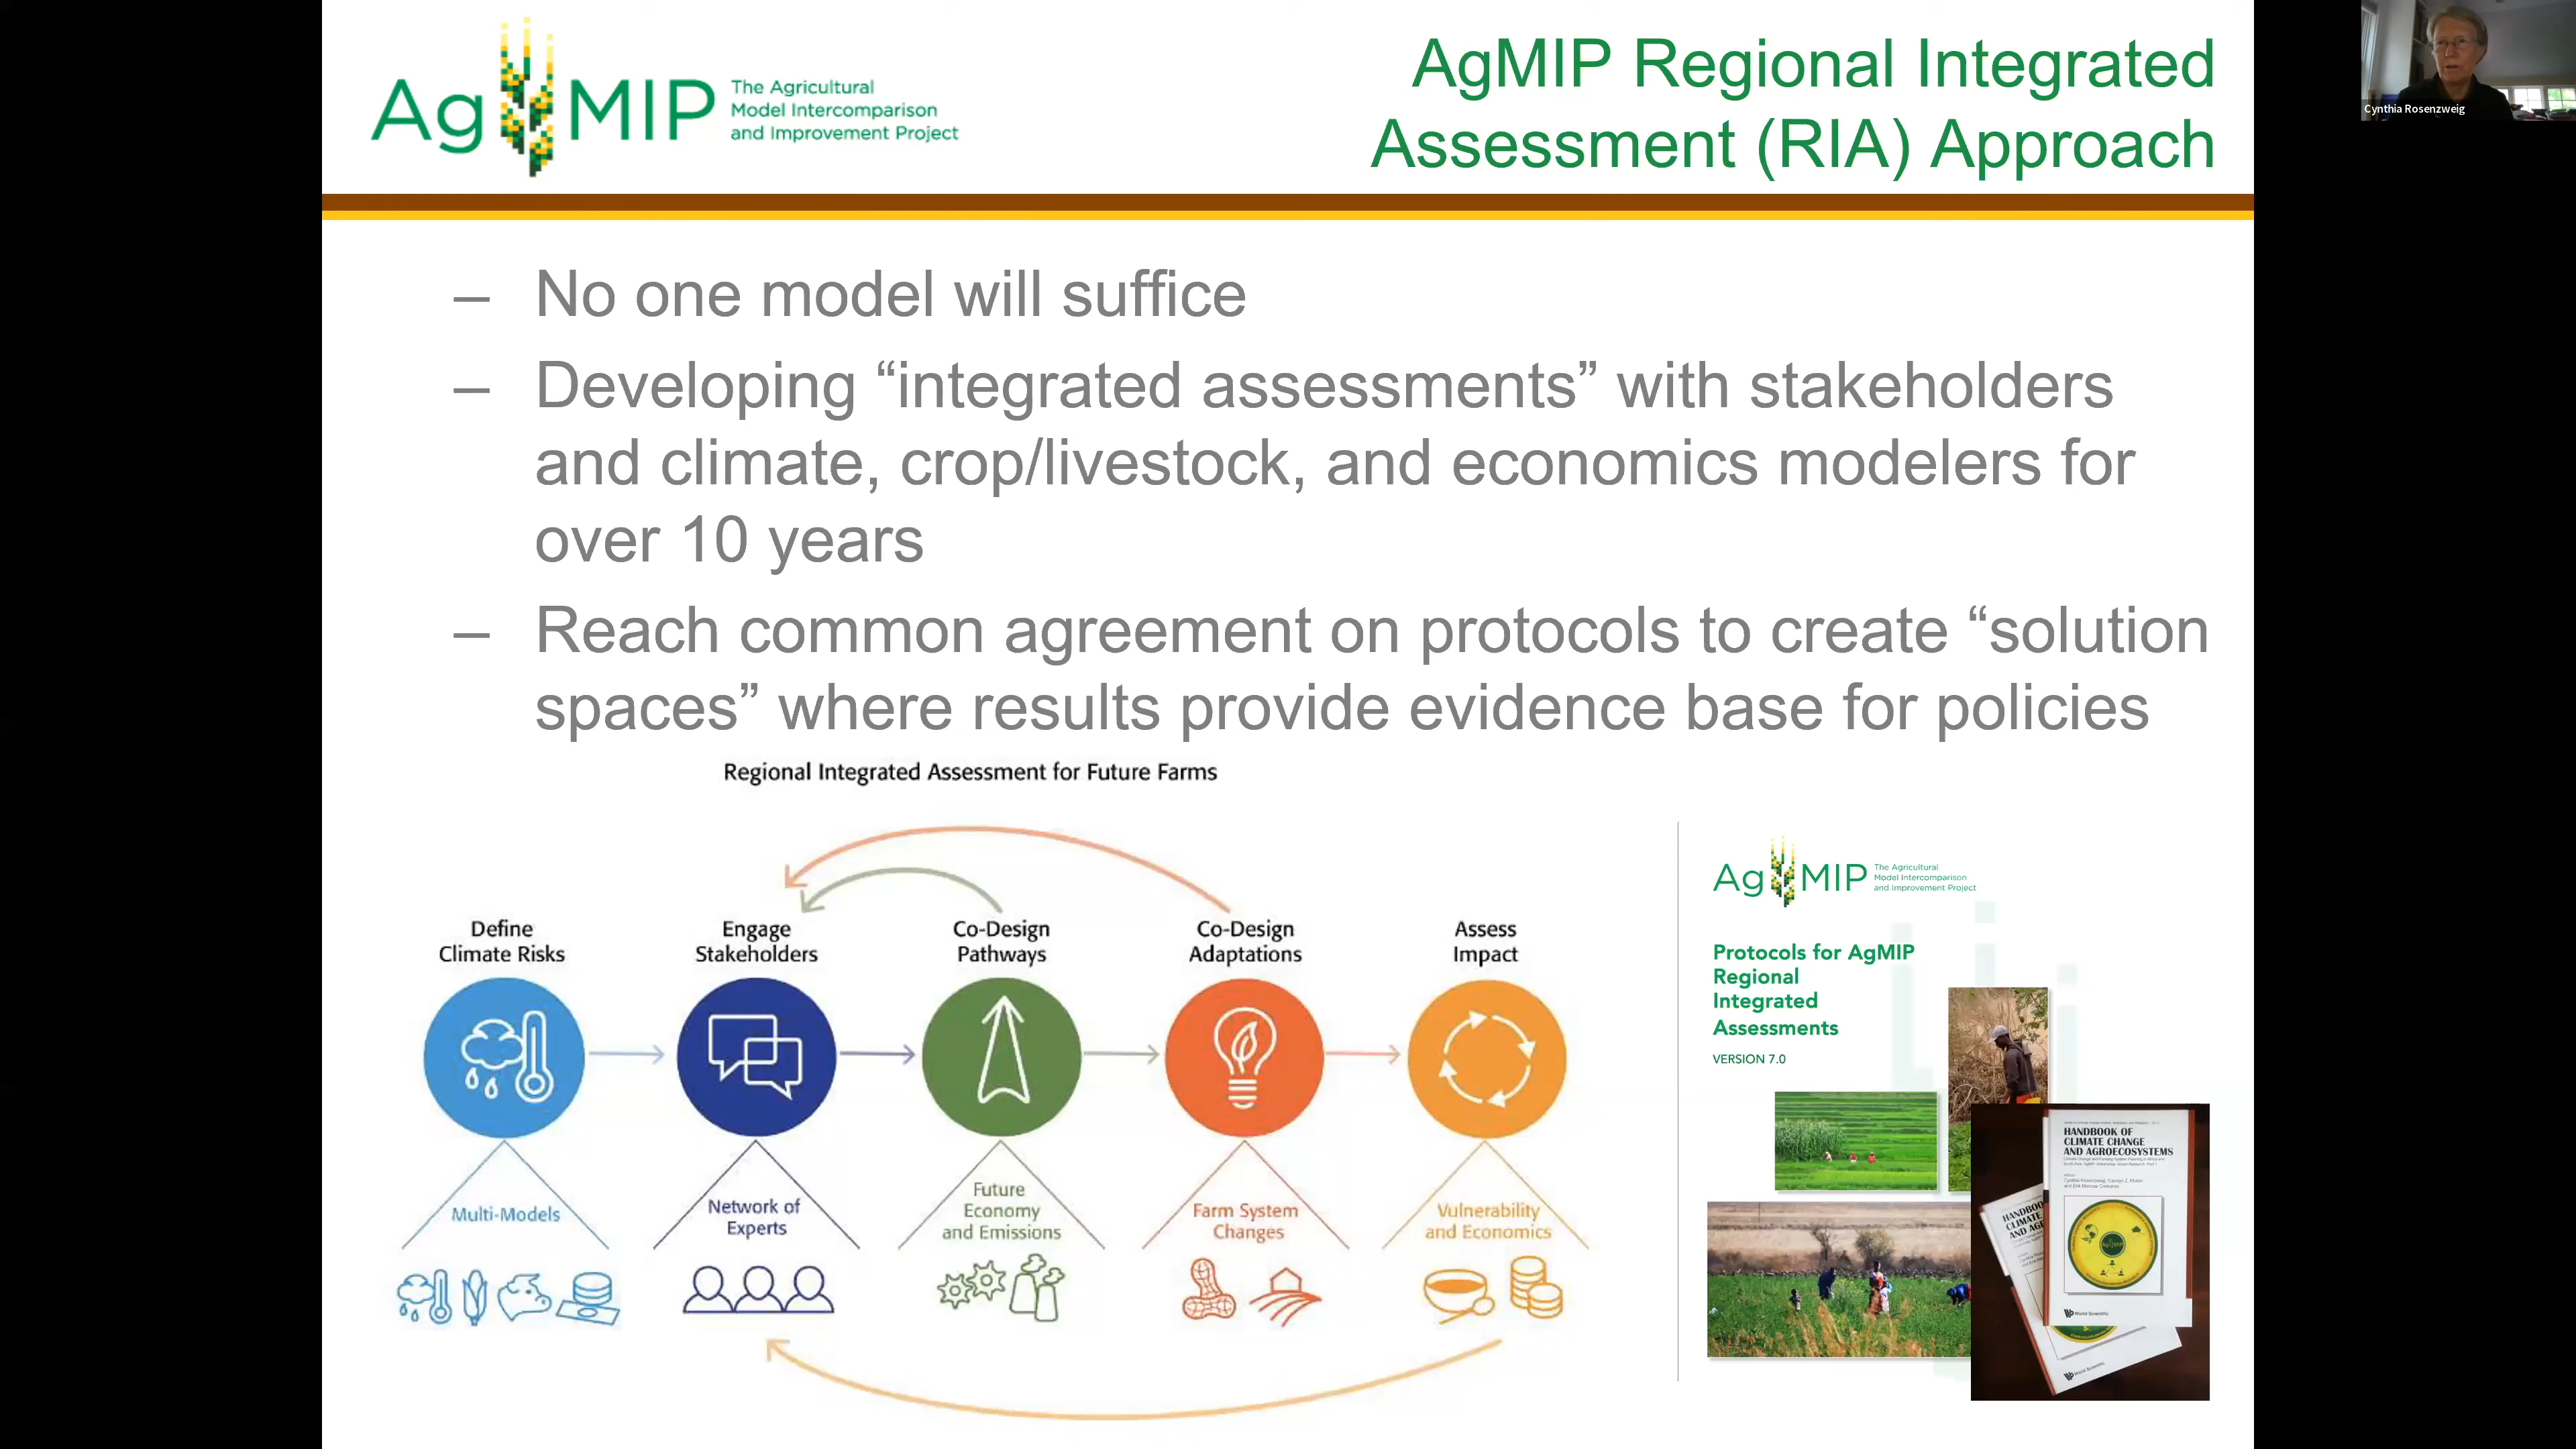 AgMIP
The Agricultural
Model Intercomparison
and Improvement Project
AgMIP Regional Integrated
Assessment (RIA) Approach
Cynthia Rosenzweig
– No one model will suffice
– Developing “integrated assessments” with stakeholders
and climate, crop/livestock, and economics modelers for
over 10 years
– Reach common agreement on protocols to create “solution
spaces” where results provide evidence base for policies
Regional Integrated Assessment for Future Farms
Define
Climate Risks
Engage
Stakeholders
Co-Design
Pathways
Co-Design
Adaptations
Assess
Impact
Multi-Models
Network of
Experts
Future
Economy
and Emissions
Farm System
Changes
Vulnerability
and Economics
AgMIP
The Agricultural
Model Intercomparison
and Improvement Project
Protocols for AgMIP
Regional
Integrated
Assessments
VERSION 7.0
HANDBOOK OF
CLIMATE CHANGE
AND AGROECOSYSTEMS
World Scientific